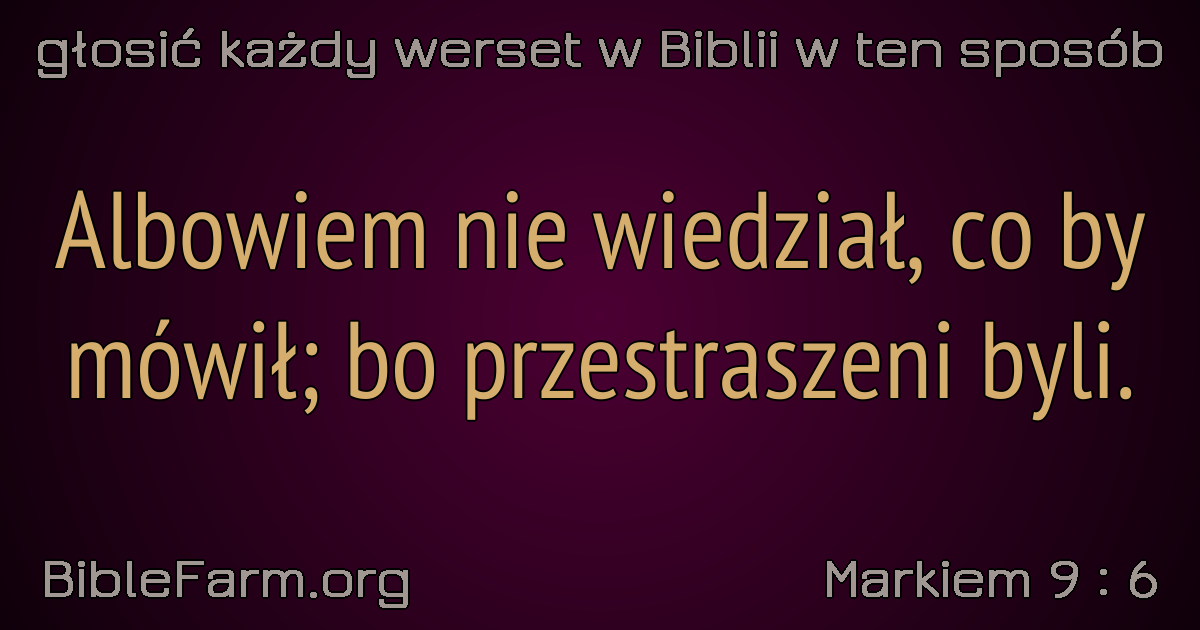 głosić każdy werset w Biblii w ten sposób
Albowiem nie wiedział, co by
mówił; bo przestraszeni byli.
BibleFarm.org
Markiem 9 : 6